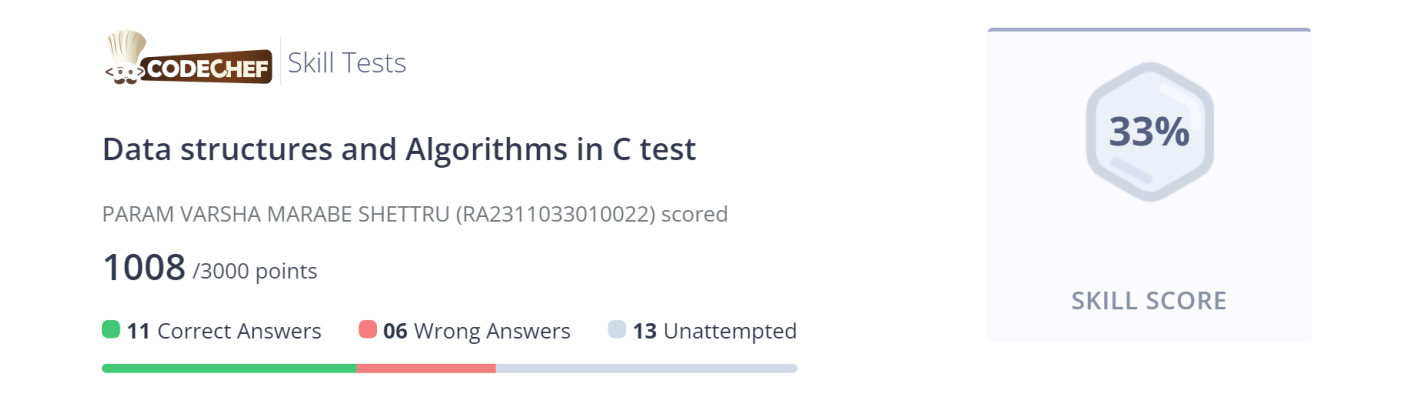 CODECHEF Skill Tests
Data structures and Algorithms in C test
PARAM VARSHA MARABE SHETTRU (RA2311033010022) scored
1008 /3000 points
11 Correct Answers 06 Wrong Answers 13 Unattempted
33%
SKILL SCORE